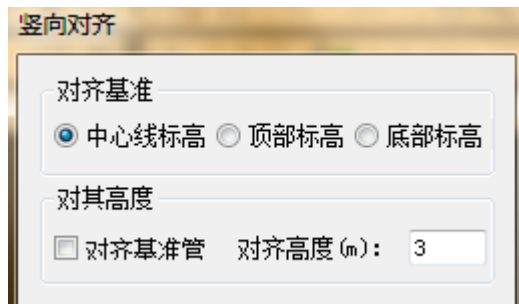 竖向对齐
对齐基准
中心线标高 顶部标高 底部标高
对其高度
对齐基准管 对齐高度(m): 3